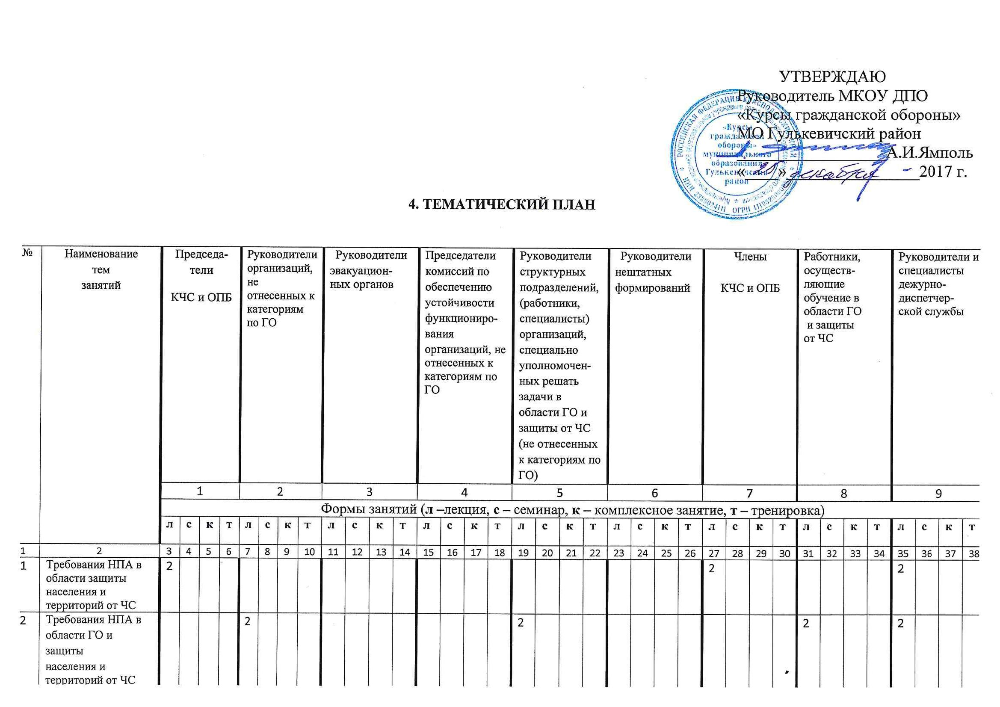 УТВЕРЖДАЮ
Руководитель МКОУ ДПО
«Курсы гражданской обороны»
МО Гулькевичский район
А.И.Ямполь
« » декабря 2017 г.
РОССИЙСКАЯ ФЕДЕРАЦИЯ КРАСНОДАРСКИЙ КРАЙ
«Курсы
гражданской
обороны»
муниципального
образования
Гулькевичский
район
4. ТЕМАТИЧЕСКИЙ ПЛАН
№
Наименование
тем
занятий
Председа-
тели
КЧС и ОПБ
Руководители
организаций,
не
отнесенных к
категориям
по ГО
Руководители
эвакуацион-
ных органов
Председатели
комиссий по
обеспечению
устойчивости
функциониро-
вания
организаций, не
отнесенных к
категориям по
ГО
Руководители
структурных
подразделений,
(работники,
специалисты)
организаций,
специально
уполномочен-
ных решать
задачи в
области ГО и
защиты от ЧС
(не отнесенных
к категориям по
ГО)
Руководители
нештатных
формирований
Члены
КЧС и ОПБ
Работники,
осуществ-
ляющие
обучение в
области ГО
и защиты
от ЧС
Руководители и
специалисты
дежурно-
диспетчер-
ской службы
1 2 3 4 5 6 7 8 9
Формы занятий (л –лекция, с – семинар, к – комплексное занятие, т – тренировка)
л с к т л с к т л с к т л с к т л с к т л с к т л с к т л с к т л с к т
1 2 3 4 5 6 7 8 9 10 11 12 13 14 15 16 17 18 19 20 21 22 23 24 25 26 27 28 29 30 31 32 33 34 35 36 37 38
1
Требования НПА в
области защиты
населения и
территорий от ЧС
2 2 2
2
Требования НПА в
области ГО и
защиты
населения и
территорий от ЧС
2 2 2 2